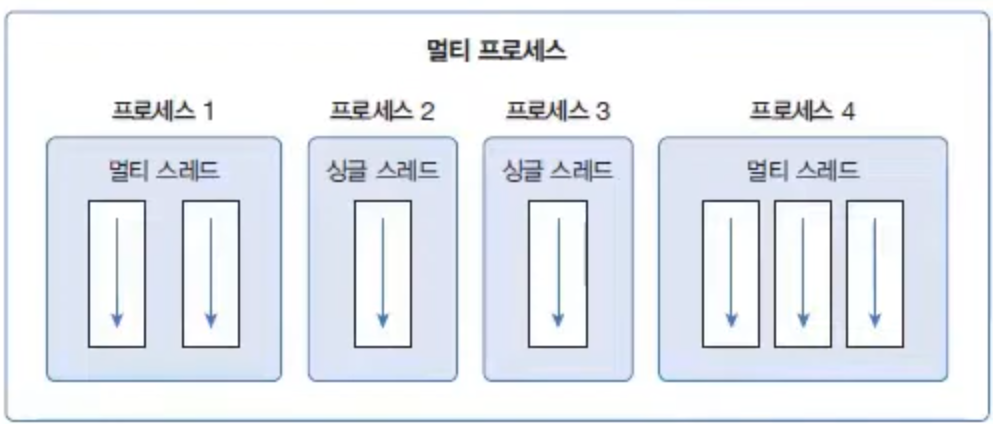 멀티 프로세스
프로세스 1 프로세스 2 프로세스 3 프로세스 4
멀티 스레드 싱글 스레드 싱글 스레드 멀티 스레드